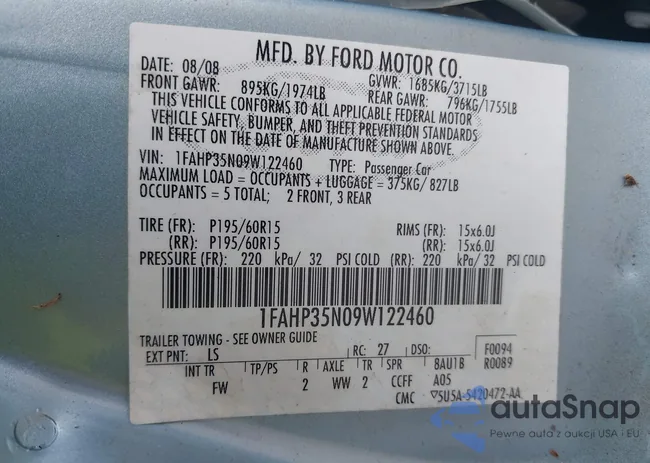 MFD. BY FORD MOTOR CO.
DATE: 08/08 GVWR: 1685KG/3715LB
FRONT GAWR: 895KG/1974LB REAR GAWR: 796KG/1755LB
THIS VEHICLE CONFORMS TO ALL APPLICABLE FEDERAL MOTOR
VEHICLE SAFETY, BUMPER, AND THEFT PREVENTION STANDARDS
IN EFFECT ON THE DATE OF MANUFACTURE SHOWN ABOVE.
VIN: 1FAHP35N09W122460 TYPE: Passenger Car
MAXIMUM LOAD = OCCUPANTS + LUGGAGE = 375KG/ 827LB
OCCUPANTS = 5 TOTAL: 2 FRONT, 3 REAR
TIRE (FR): P195/60R15 RIMS (FR): 15x6.0J
(RR): P195/60R15 (RR): 15x6.0J
PRESSURE (FR): 220 kPa/ 32 PSI COLD (RR): 220 kPa/ 32 PSI COLD
1FAHP35N09W122460
TRAILER TOWING - SEE OWNER GUIDE
EXT PNT: LS RC: 27 DSO: F0094
INT TR TP/PS R AXLE TR SPR 8AU1B R0089
FW 2 WW 2 CCFF A05
CMC 5U5A-5420472-AA
autaSnap
Pewne auto z aukcji USA i EU